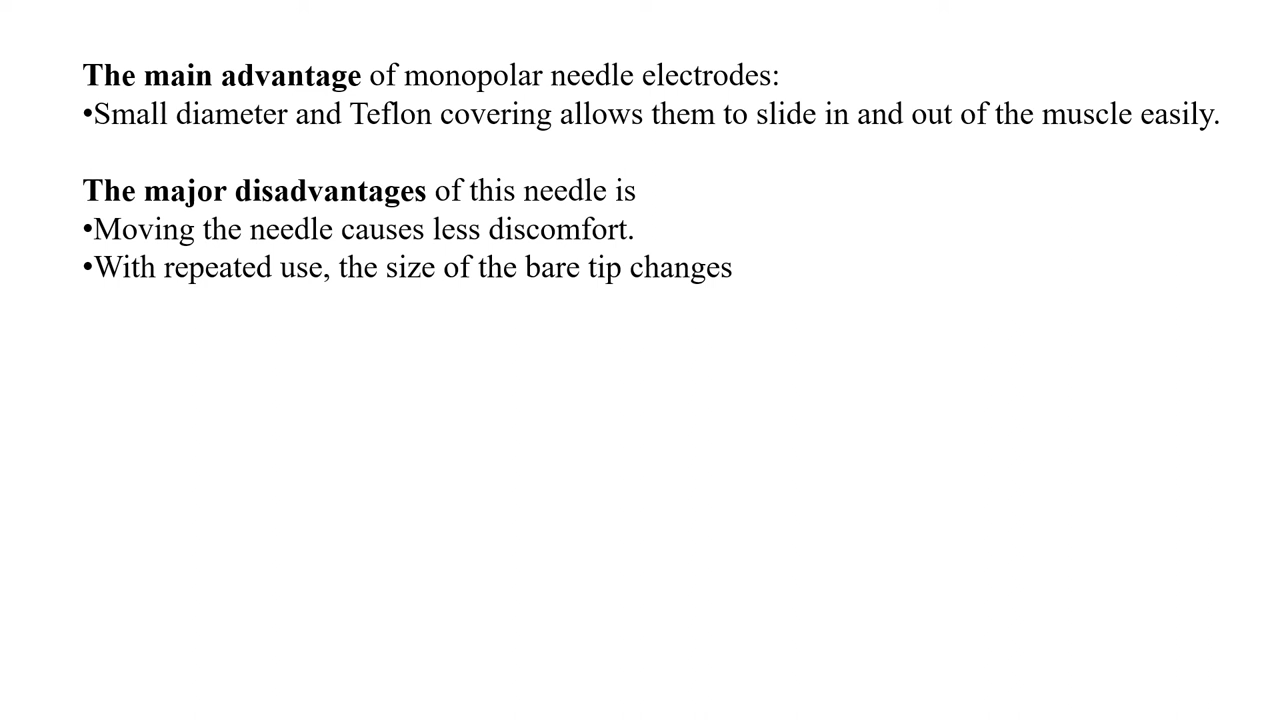 The main advantage of monopolar needle electrodes:
•Small diameter and Teflon covering allows them to slide in and out of the muscle easily.
The major disadvantages of this needle is
•Moving the needle causes less discomfort.
•With repeated use, the size of the bare tip changes